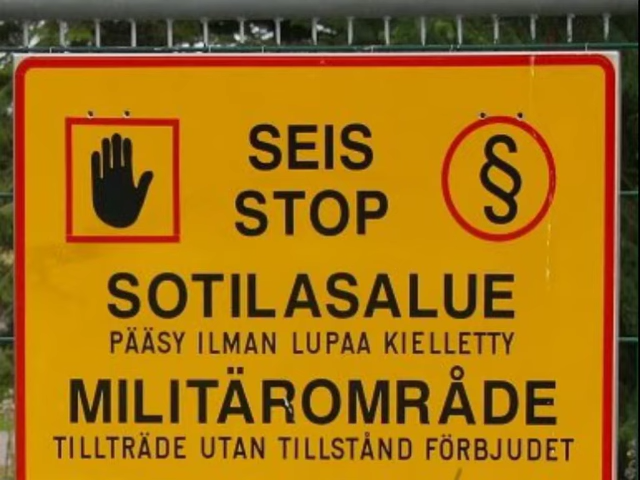 SEIS
STOP
§
SOTILASALUE
PÄÄSY ILMAN LUPAA KIELLETTY
MILITÄROMRÅDE
TILLTRÄDE UTAN TILLSTÅND FÖRBJUDET